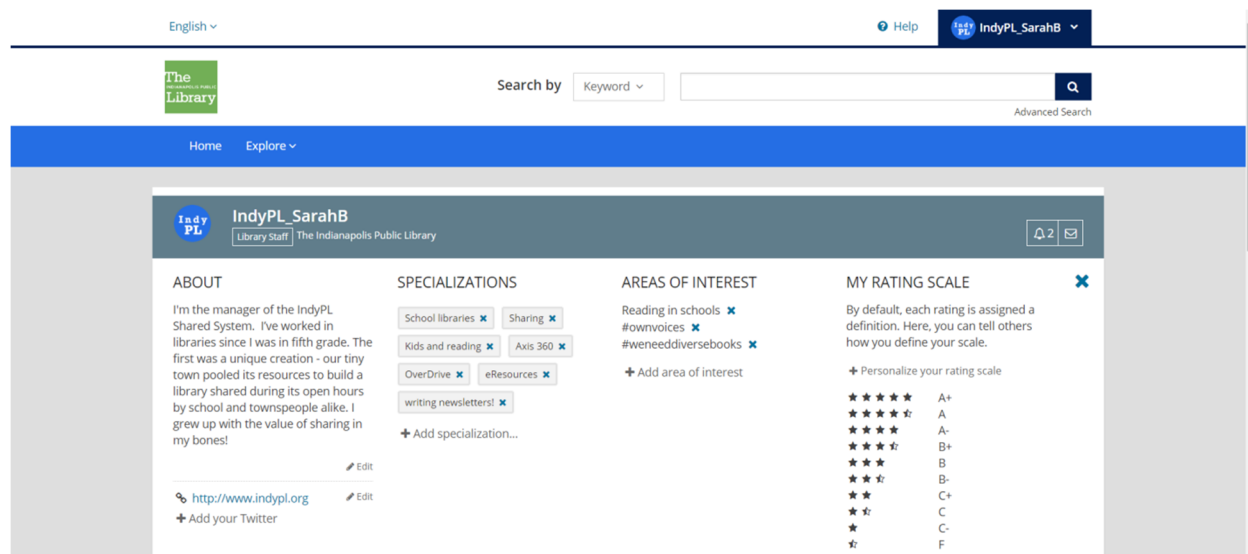 English
Help
Indy PL
IndyPL_SarahB
The
INDIANAPOLIS PUBLIC
Library
Search by
Keyword
Advanced Search
Home
Explore
Indy
PL
IndyPL_SarahB
Library Staff The Indianapolis Public Library
2
ABOUT
I'm the manager of the IndyPL
Shared System. I've worked in
libraries since I was in fifth grade. The
first was a unique creation - our tiny
town pooled its resources to build a
library shared during its open hours
by school and townspeople alike. I
grew up with the value of sharing in
my bones!
Edit
http://www.indypl.org
Edit
Add your Twitter
SPECIALIZATIONS
School libraries
Sharing
Kids and reading
Axis 360
OverDrive
eResources
writing newsletters!
Add specialization...
AREAS OF INTEREST
Reading in schools
#ownvoices
#weneeddiversebooks
Add area of interest
MY RATING SCALE
By default, each rating is assigned a
definition. Here, you can tell others
how you define your scale.
Personalize your rating scale
A+
A
A-
B+
B
B-
C+
C
C-
F